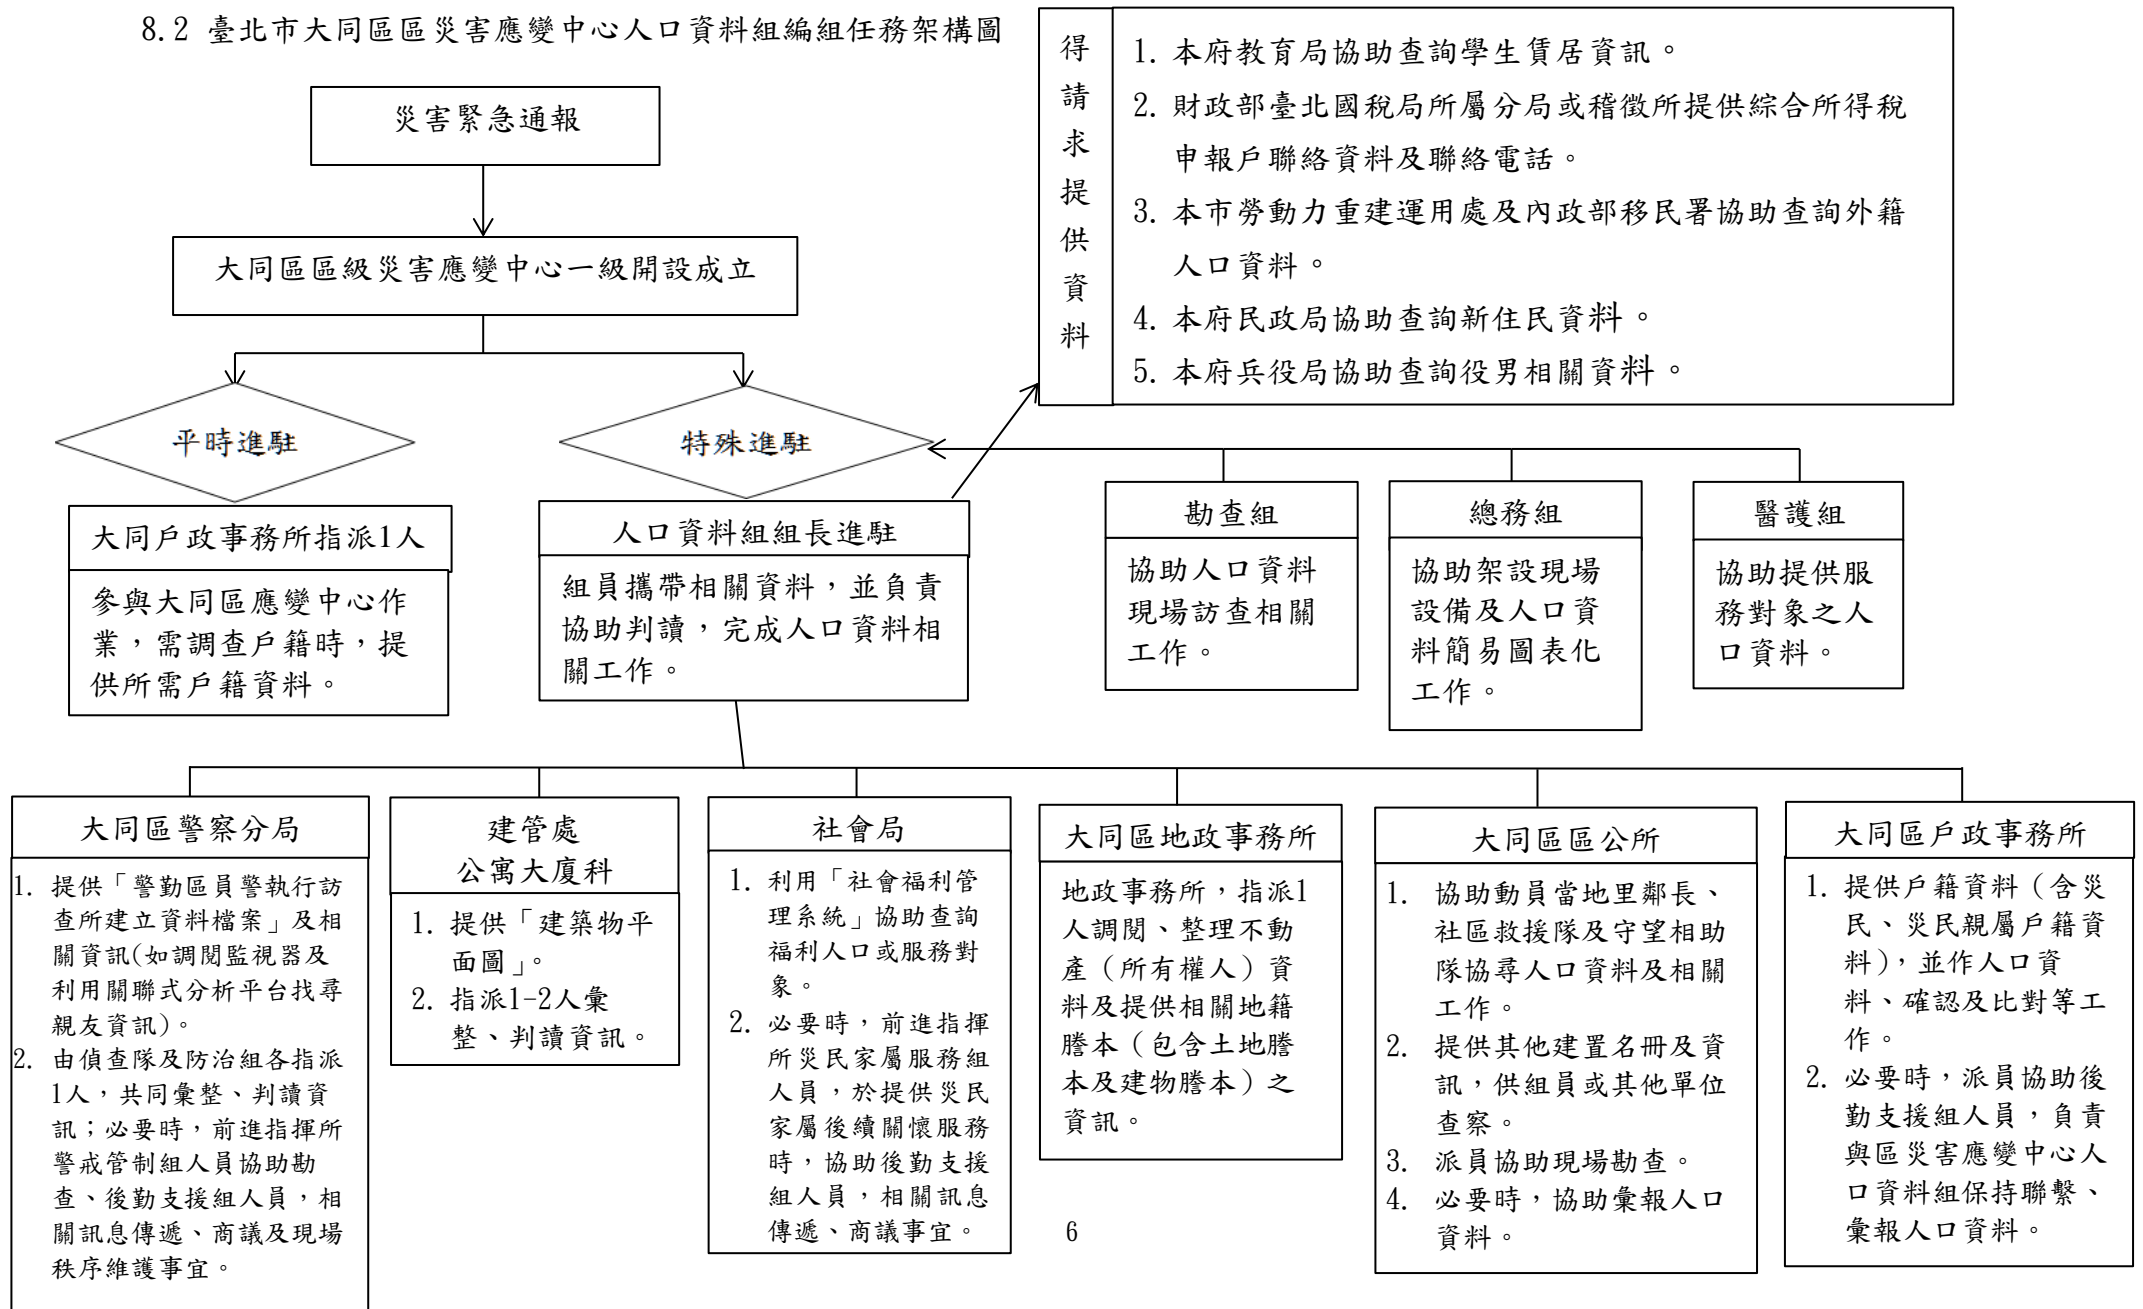 8.2 臺北市大同區區災害應變中心人口資料組編組任務架構圖
災害緊急通報
大同區區級災害應變中心一級開設成立
得
請
求
提
供
資
料
1. 本府教育局協助查詢學生賃居資訊。
2. 財政部臺北國稅局所屬分局或稽徵所提供綜合所得稅
申報戶聯絡資料及聯絡電話。
3. 本市勞動力重建運用處及內政部移民署協助查詢外籍
人口資料。
4. 本府民政局協助查詢新住民資料。
5. 本府兵役局協助查詢役男相關資料。
平時進駐
特殊進駐
大同戶政事務所指派1人
參與大同區應變中心作
業，需調查戶籍時，提
供所需戶籍資料。
人口資料組組長進駐
組員攜帶相關資料，並負責
協助判讀，完成人口資料相
關工作。
勘查組
協助人口資料
現場訪查相關
工作。
總務組
協助架設現場
設備及人口資
料簡易圖表化
工作。
醫護組
協助提供服
務對象之人
口資料。
大同區警察分局
1. 提供「警勤區員警執行訪
查所建立資料檔案」及相
關資訊(如調閱監視器及
利用關聯式分析平台找尋
親友資訊)。
2. 由偵查隊及防治組各指派
1人，共同彙整、判讀資
訊；必要時，前進指揮所
警戒管制組人員協助勘
查、後勤支援組人員，相
關訊息傳遞、商議及現場
秩序維護事宜。
建管處
公寓大廈科
1. 提供「建築物平
面圖」。
2. 指派1-2人彙
整、判讀資訊。
社會局
1. 利用「社會福利管
理系統」協助查詢
福利人口或服務對
象。
2. 必要時，前進指揮
所災民家屬服務組
人員，於提供災民
家屬後續關懷服務
時，協助後勤支援
組人員，相關訊息
傳遞、商議事宜。
大同區地政事務所
地政事務所，指派1
人調閱、整理不動
產（所有權人）資
料及提供相關地籍
謄本（包含土地謄
本及建物謄本）之
資訊。
大同區區公所
1. 協助動員當地里鄰長、
社區救援隊及守望相助
隊協尋人口資料及相關
工作。
2. 提供其他建置名冊及資
訊，供組員或其他單位
查察。
3. 派員協助現場勘查。
4. 必要時，協助彙報人口
資料。
大同區戶政事務所
1. 提供戶籍資料（含災
民、災民親屬戶籍資
料），並作人口資
料、確認及比對等工
作。
2. 必要時，派員協助後
勤支援組人員，負責
與區災害應變中心人
口資料組保持聯繫、
彙報人口資料。
6